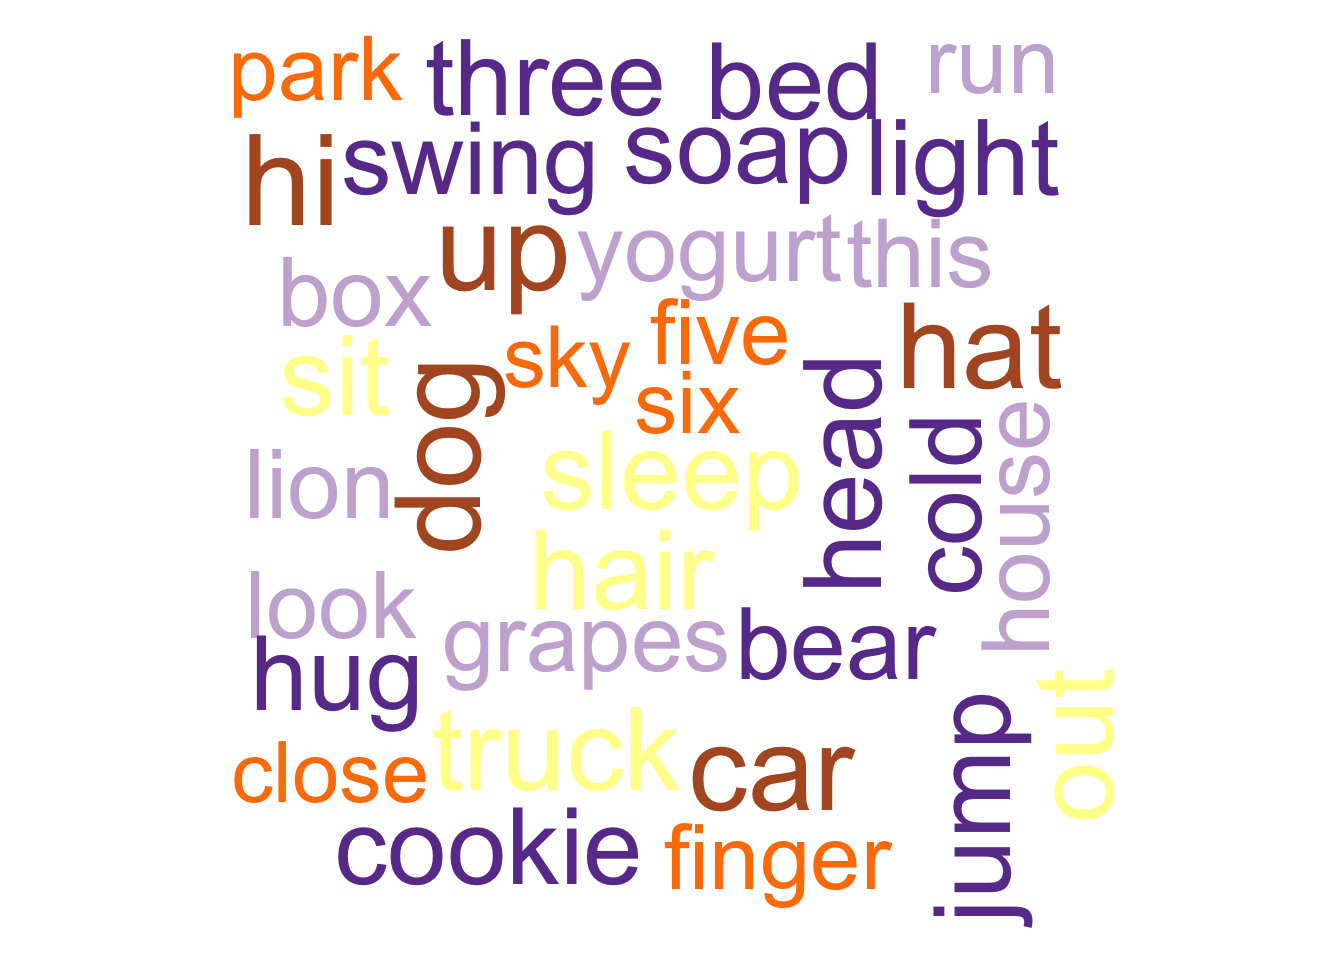 park three bed run
hi swing soap light
up yogurt this
box
sky five hat
sit dog six head cold house
lion sleep
hair
look grapes bear
hug
close truck car jump out
cookie finger